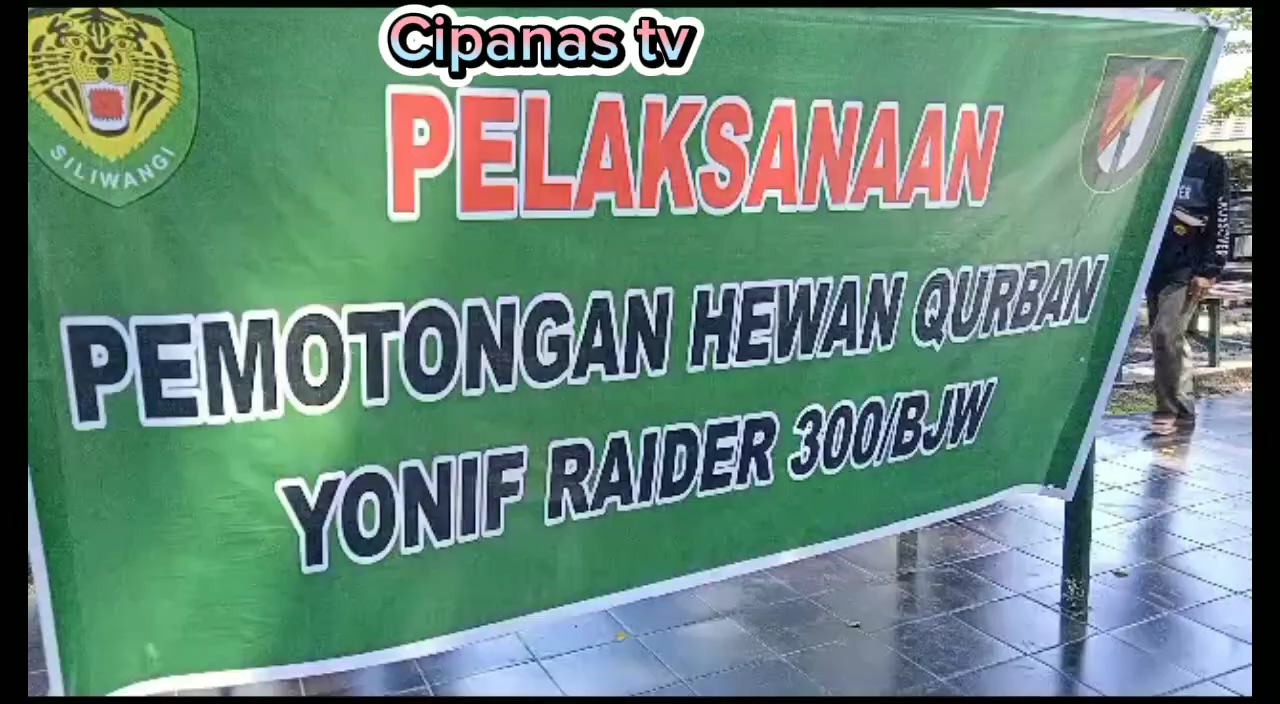 Cipanas tv
SILIWANGI
PELAKSANAAN
PEMOTONGAN HEWAN QURBAN
YONIF RAIDER 300/BJW